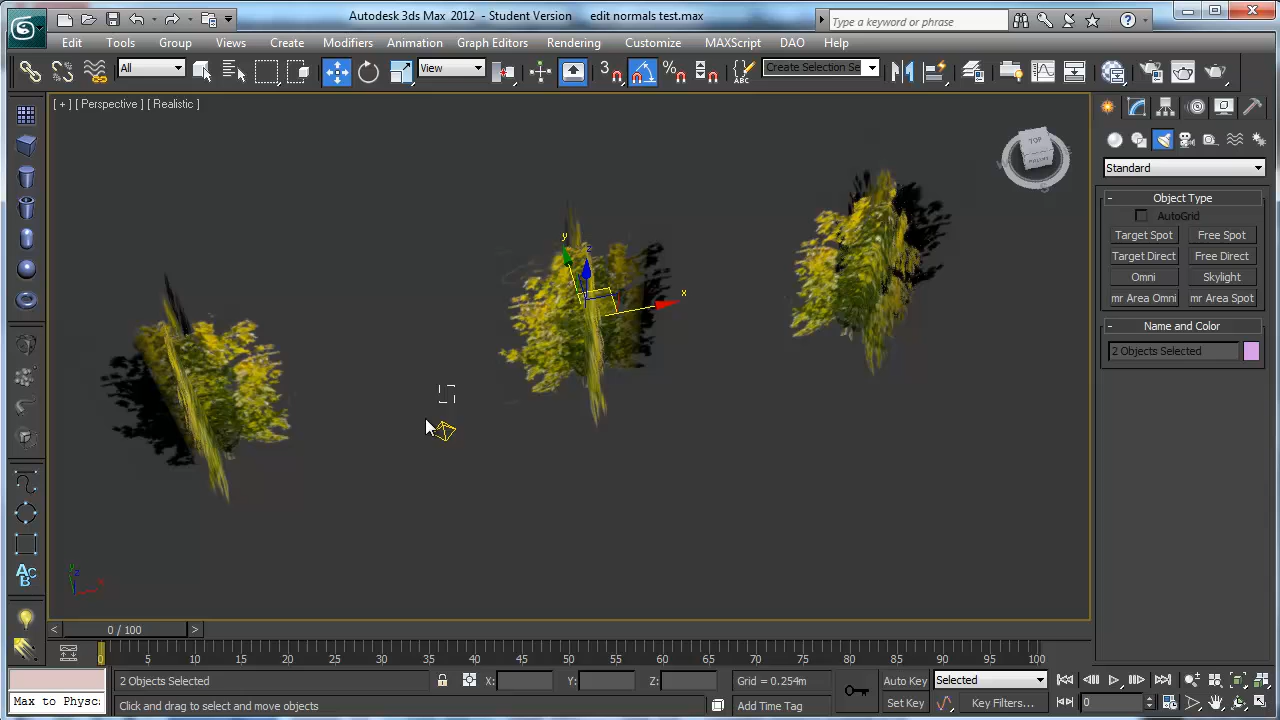 Autodesk 3ds Max 2012 - Student Version edit normals test.max
Type a keyword or phrase
Edit Tools Group Views Create Modifiers Animation Graph Editors Rendering Customize MAXScript DAO Help
All
View
3
Create Selection Se
[ + ] [ Perspective ] [ Realistic ]
TOP
y
z
x
Standard
- Object Type
AutoGrid
Target Spot Free Spot
Target Direct Free Direct
Omni Skylight
mr Area Omni mr Area Spot
- Name and Color
2 Objects Selected
< 0 / 100 >
0 5 10 15 20 25 30 35 40 45 50 55 60 65 70 75 80 85 90 95 100
2 Objects Selected X: Y: Z: Grid = 0.254m Auto Key Selected
Max to Physc Click and drag to select and move objects Add Time Tag Set Key Key Filters... 0